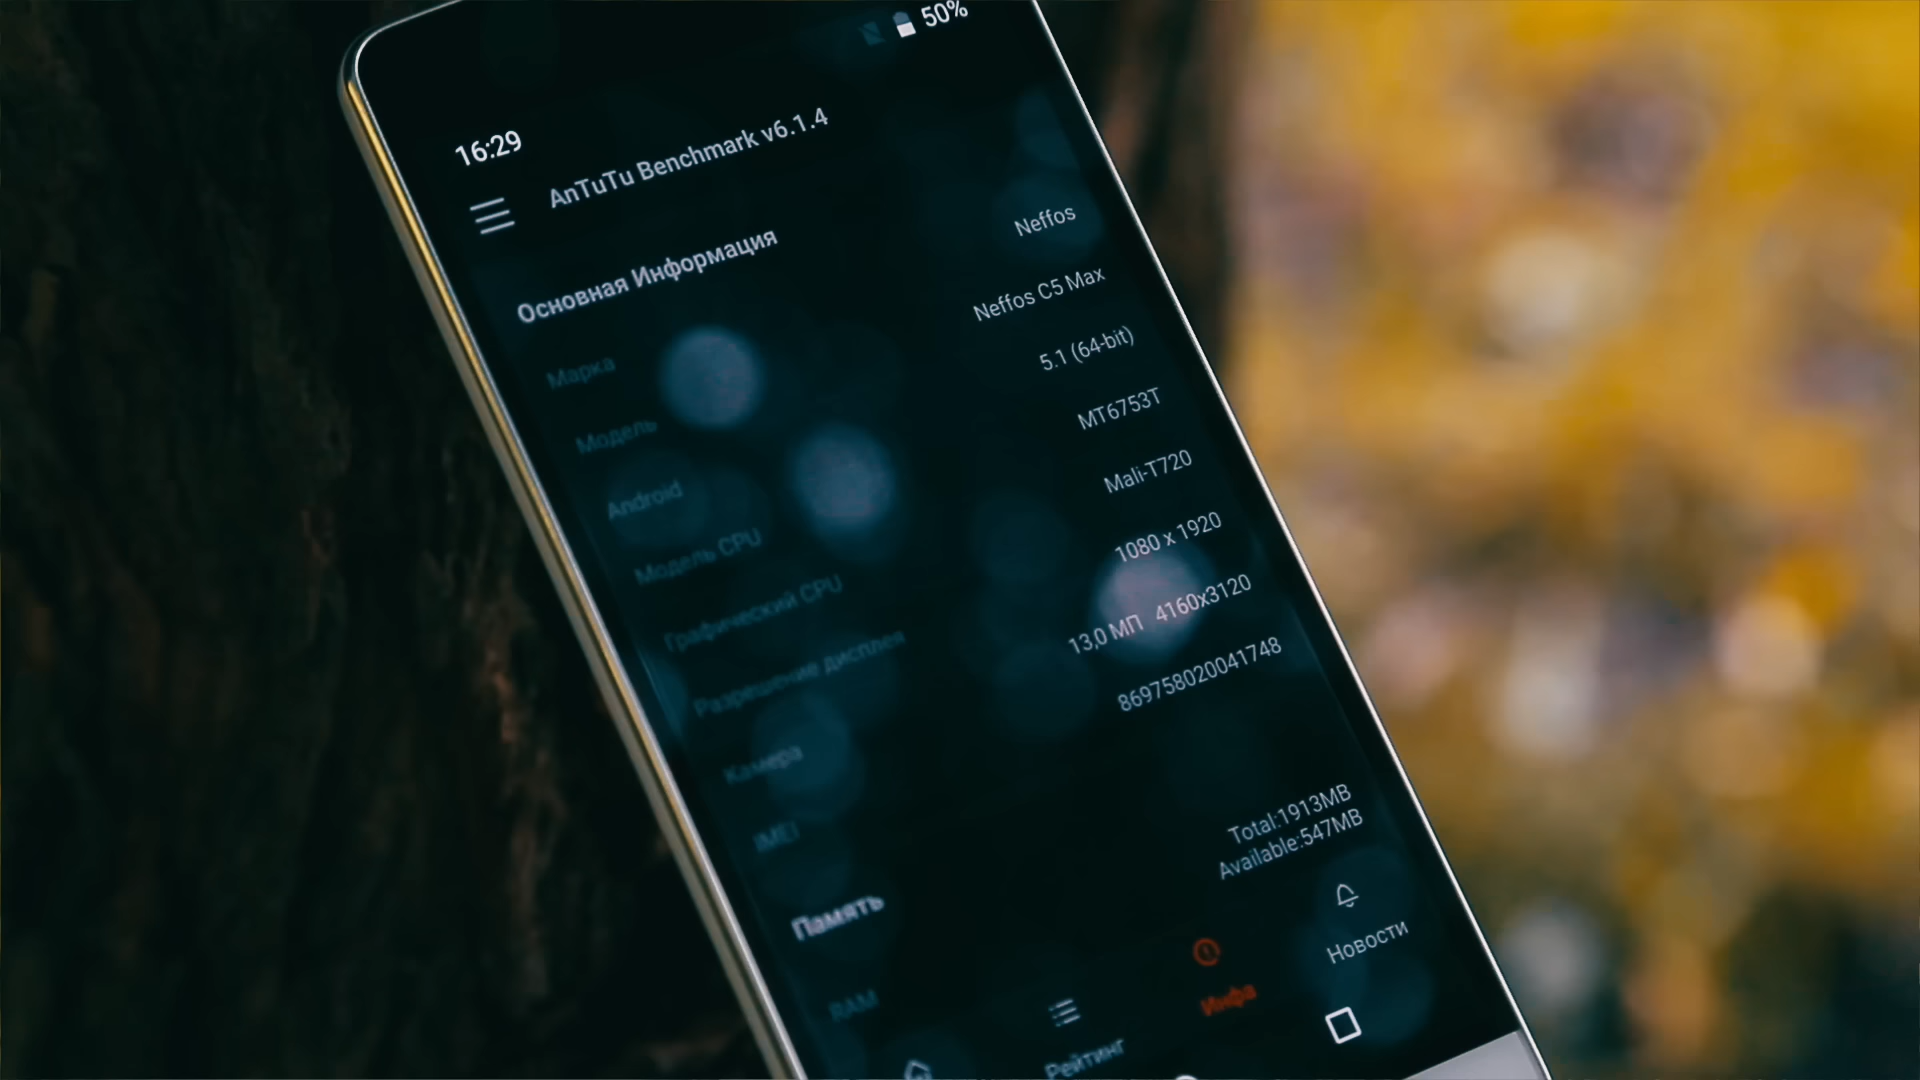 50%
16:29
AnTuTu Benchmark v6.1.4
Основная Информация
Марка Neffos
Модель Neffos C5 Max
Android 5.1 (64-bit)
Модель CPU MT6753T
Графический CPU Mali-T720
Разрешение дисплея 1080 x 1920
Камера 13,0 МП 4160x3120
IMEI 869758020041748
Память
RAM Total:1913MB
Available:547MB
Рейтинг
Инфа
Новости